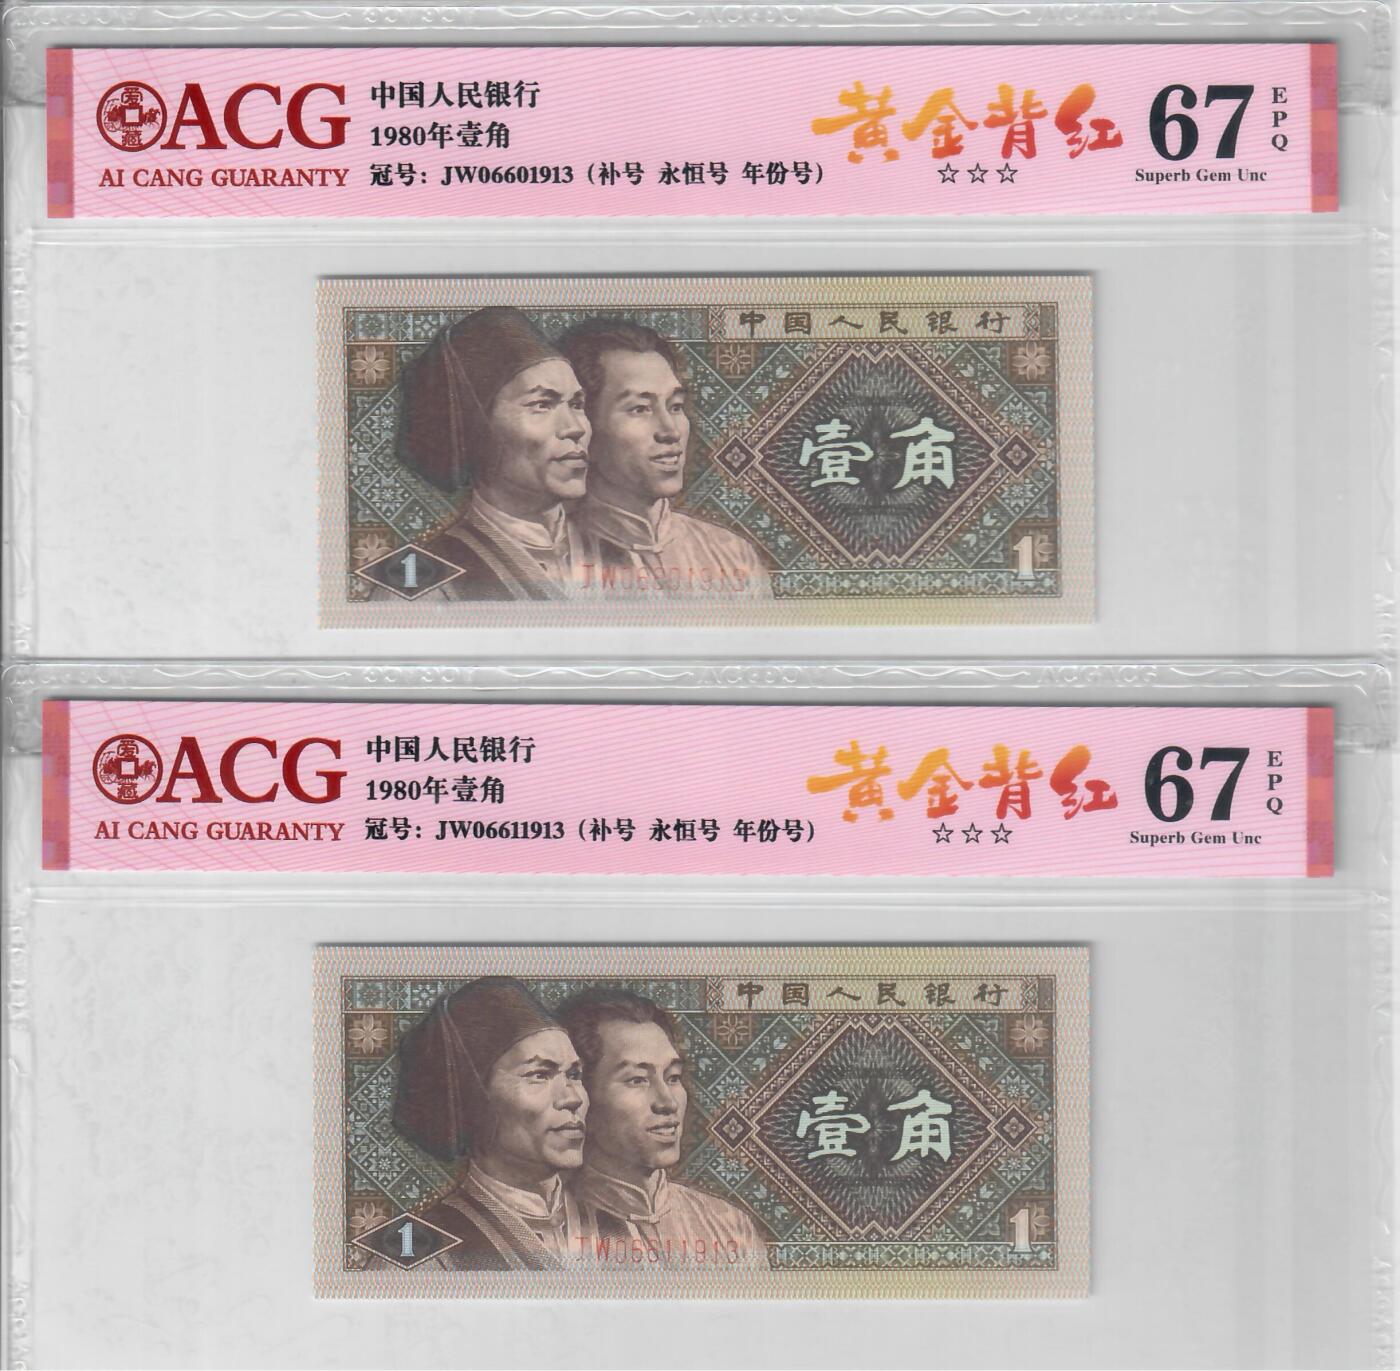 ACG
AI CANG GUARANTY
中国人民银行
1980年壹角
冠号：JW06601913（补号 永恒号 年份号）
黄金背红
☆☆☆
67
EPQ
Superb Gem Unc
中国人民银行
壹角
1
1
JW06601913
ACG
AI CANG GUARANTY
中国人民银行
1980年壹角
冠号：JW06611913（补号 永恒号 年份号）
黄金背红
☆☆☆
67
EPQ
Superb Gem Unc
中国人民银行
壹角
1
1
JW06611913